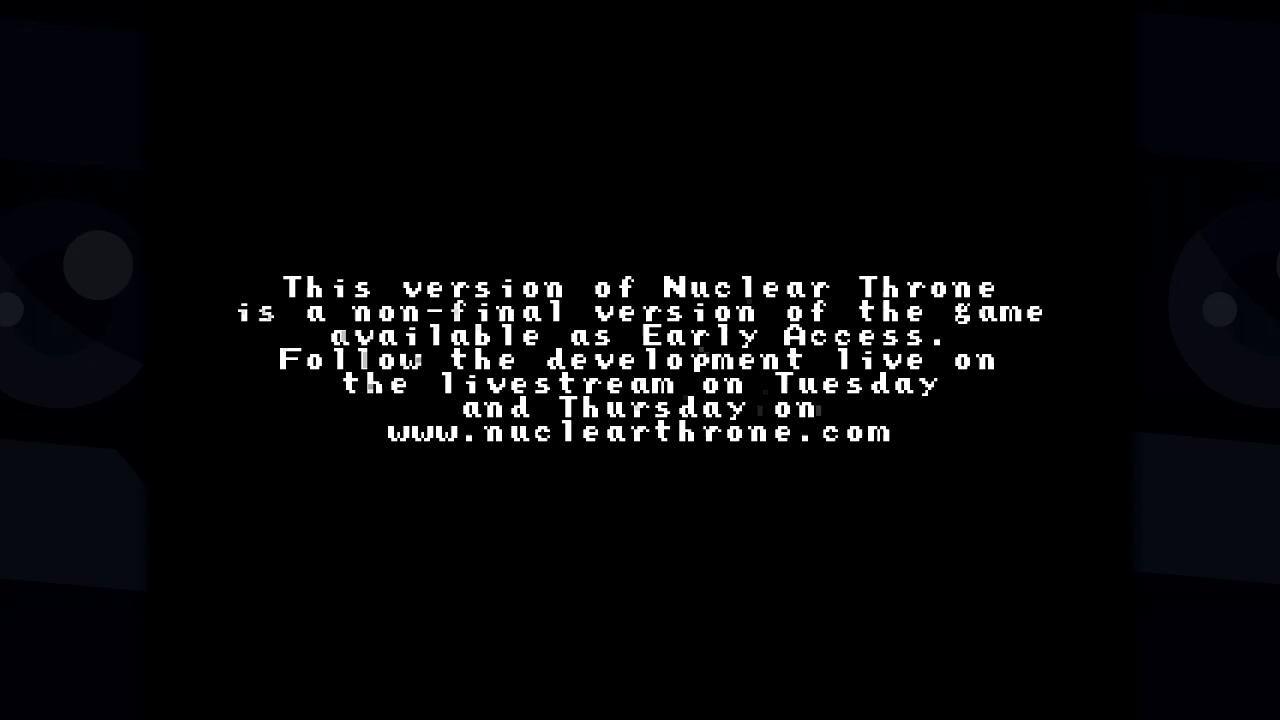 This version of Nuclear Throne
is a non-final version of the game
available as Early Access.
Follow the development live on
the livestream on Tuesday
and Thursday on
www.nuclearthrone.com